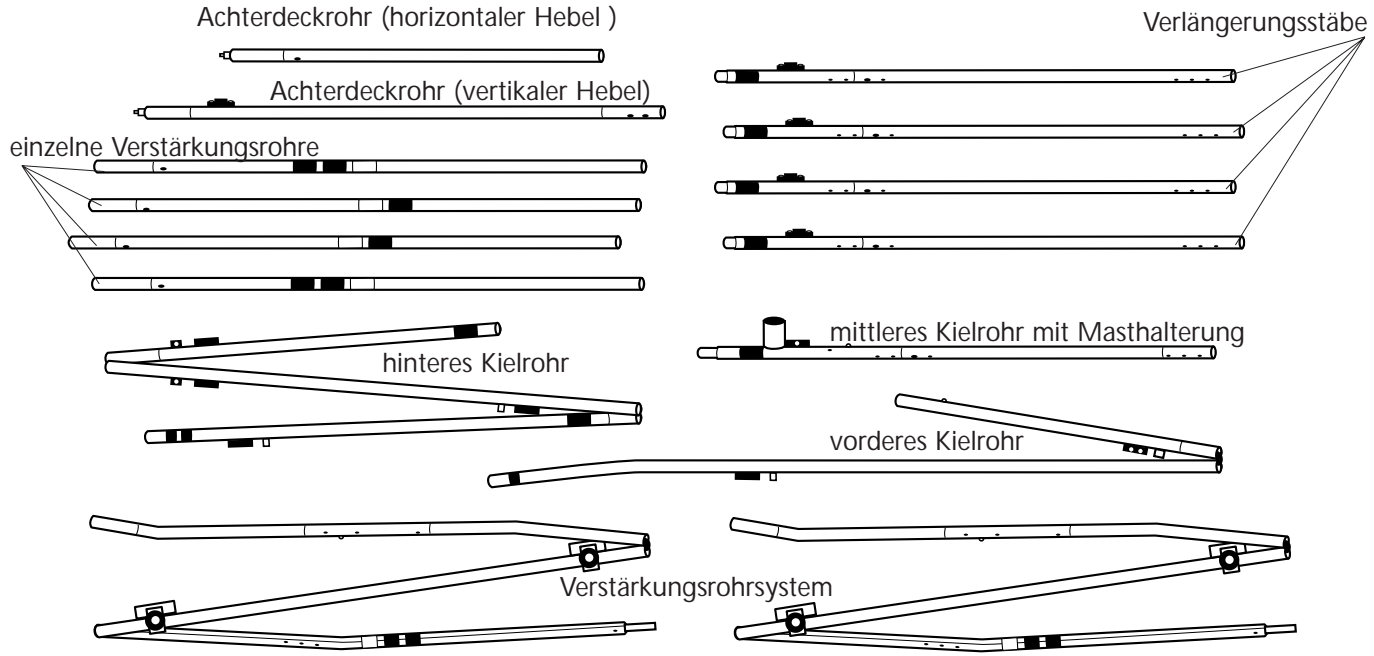 Achterdeckrohr (horizontaler Hebel )
Verlängerungsstäbe
Achterdeckrohr (vertikaler Hebel)
einzelne Verstärkungsrohre
mittleres Kielrohr mit Masthalterung
hinteres Kielrohr
vorderes Kielrohr
Verstärkungsrohrsystem